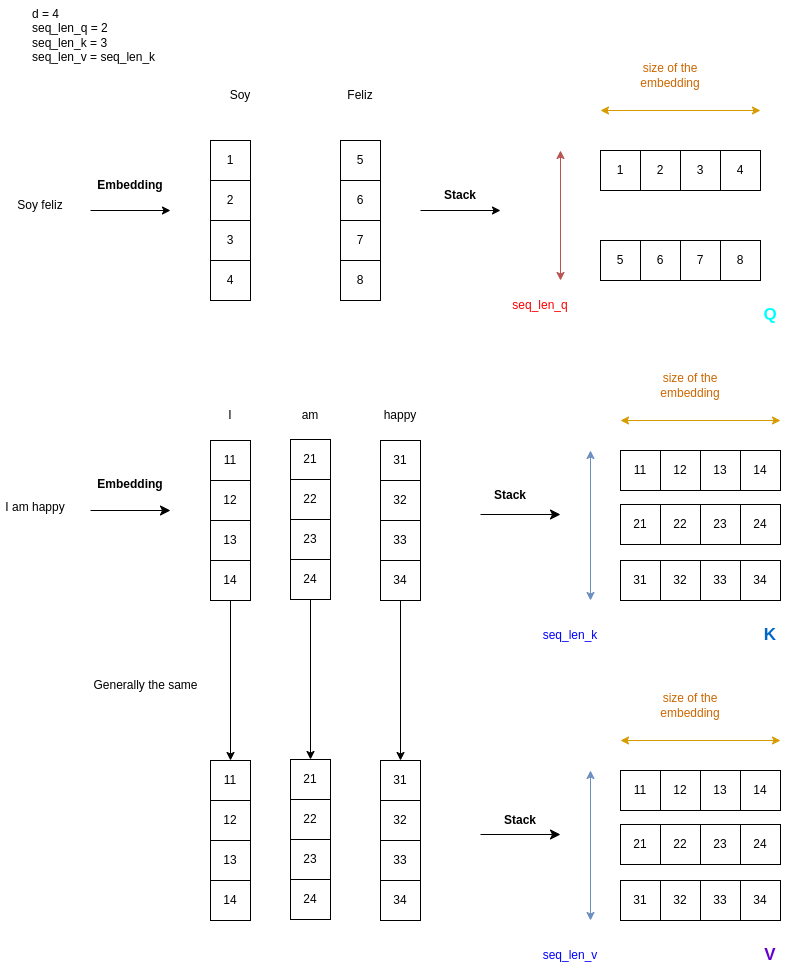 d = 4
seq_len_q = 2
seq_len_k = 3
seq_len_v = seq_len_k
size of the
embedding
Soy Feliz
Soy feliz
Embedding
1 5
2 6
3 7
4 8
Stack
1 2 3 4
5 6 7 8
seq_len_q
Q
size of the
embedding
I am happy
I am happy
Embedding
11 21 31
12 22 32
13 23 33
14 24 34
Stack
11 12 13 14
21 22 23 24
31 32 33 34
seq_len_k
K
Generally the same
size of the
embedding
11 21 31
12 22 32
13 23 33
14 24 34
Stack
11 12 13 14
21 22 23 24
31 32 33 34
seq_len_v
V